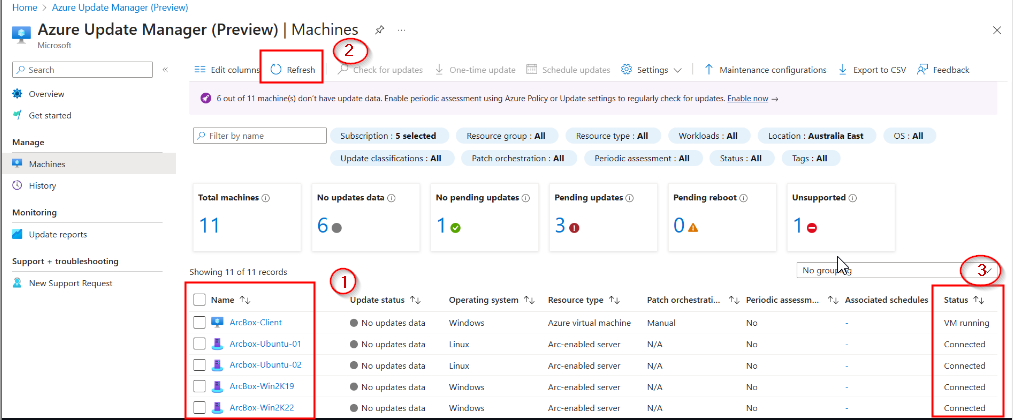 Home > Azure Update Manager (Preview)
Azure Update Manager (Preview) | Machines
Microsoft
2
Search
Edit columns Refresh Check for updates One-time update Schedule updates Settings Maintenance configurations Export to CSV Feedback
Overview
Get started
Manage
Machines
History
Monitoring
Update reports
Support + troubleshooting
New Support Request
6 out of 11 machine(s) don't have update data. Enable periodic assessment using Azure Policy or Update settings to regularly check for updates. Enable now →
Filter by name Subscription : 5 selected Resource group : All Resource type : All Workloads : All Location : Australia East OS : All
Update classifications : All Patch orchestration : All Periodic assessment : All Status : All Tags : All
Total machines No updates data No pending updates Pending updates Pending reboot Unsupported
11 6 1 3 0 1
Showing 11 of 11 records
1
No grouping
3
Name Update status Operating system Resource type Patch orchestrati... Periodic assessm... Associated schedules Status
ArcBox-Client No updates data Windows Azure virtual machine Manual No - VM running
Arcbox-Ubuntu-01 No updates data Linux Arc-enabled server N/A No - Connected
Arcbox-Ubuntu-02 No updates data Linux Arc-enabled server N/A No - Connected
ArcBox-Win2K19 No updates data Windows Arc-enabled server N/A No - Connected
ArcBox-Win2K22 No updates data Windows Arc-enabled server N/A No - Connected